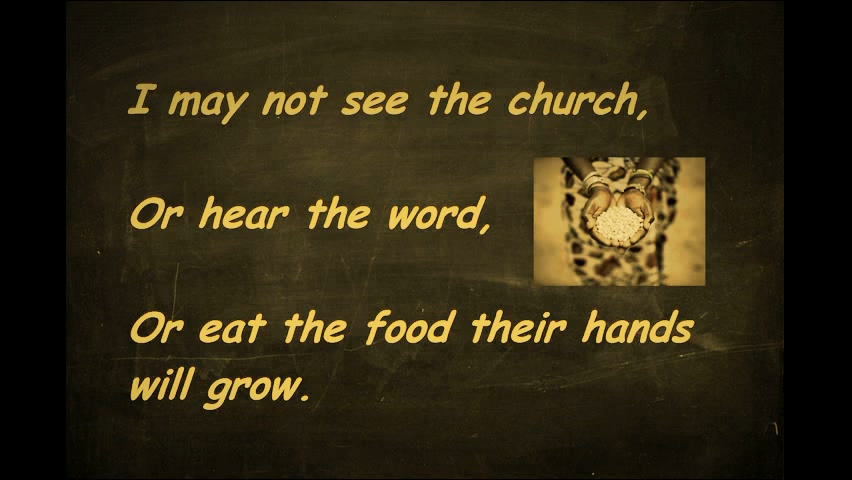 I may not see the church,
Or hear the word,
Or eat the food their hands
will grow.